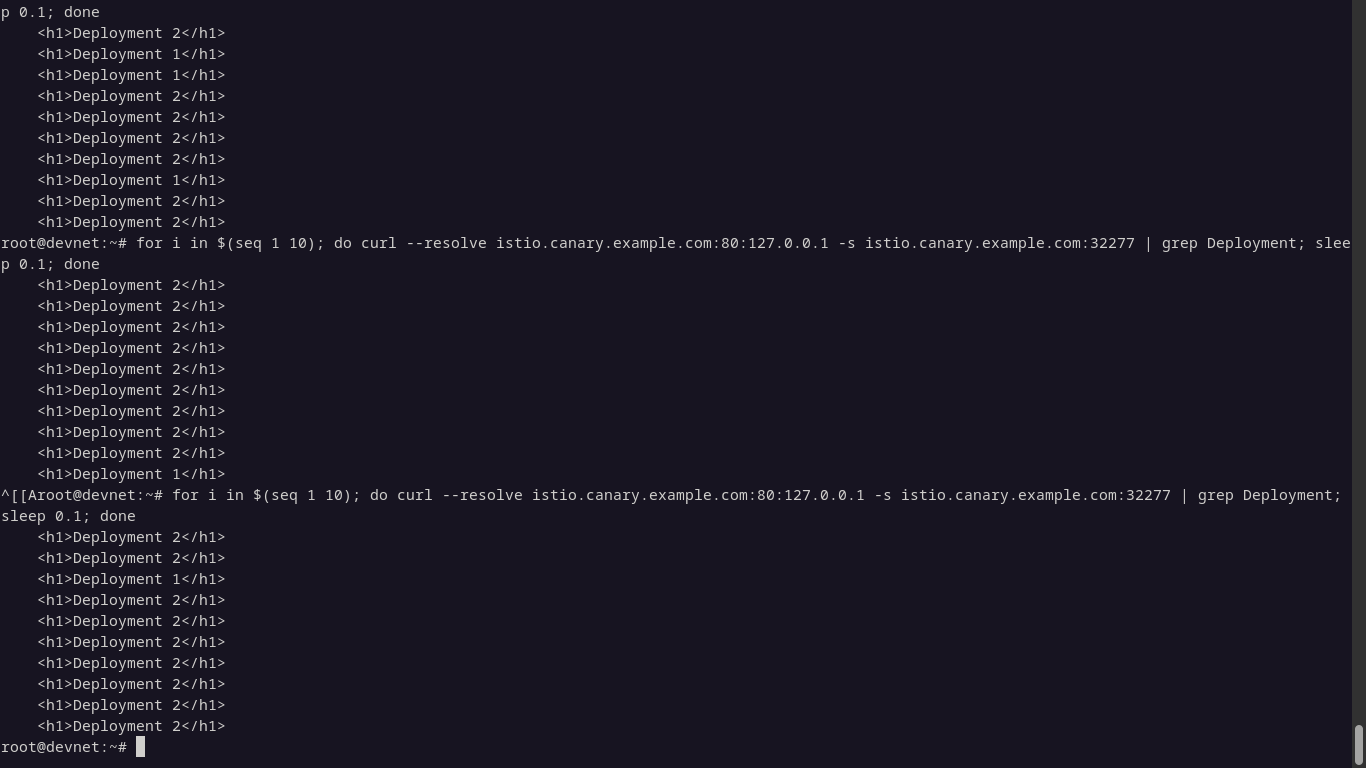 p 0.1; done
    <h1>Deployment 2</h1>
    <h1>Deployment 1</h1>
    <h1>Deployment 1</h1>
    <h1>Deployment 2</h1>
    <h1>Deployment 2</h1>
    <h1>Deployment 2</h1>
    <h1>Deployment 2</h1>
    <h1>Deployment 1</h1>
    <h1>Deployment 2</h1>
    <h1>Deployment 2</h1>
root@devnet:~# for i in $(seq 1 10); do curl --resolve istio.canary.example.com:80:127.0.0.1 -s istio.canary.example.com:32277 | grep Deployment; slee
p 0.1; done
    <h1>Deployment 2</h1>
    <h1>Deployment 2</h1>
    <h1>Deployment 2</h1>
    <h1>Deployment 2</h1>
    <h1>Deployment 2</h1>
    <h1>Deployment 2</h1>
    <h1>Deployment 2</h1>
    <h1>Deployment 2</h1>
    <h1>Deployment 2</h1>
    <h1>Deployment 1</h1>
^[[Aroot@devnet:~# for i in $(seq 1 10); do curl --resolve istio.canary.example.com:80:127.0.0.1 -s istio.canary.example.com:32277 | grep Deployment;
sleep 0.1; done
    <h1>Deployment 2</h1>
    <h1>Deployment 2</h1>
    <h1>Deployment 1</h1>
    <h1>Deployment 2</h1>
    <h1>Deployment 2</h1>
    <h1>Deployment 2</h1>
    <h1>Deployment 2</h1>
    <h1>Deployment 2</h1>
    <h1>Deployment 2</h1>
    <h1>Deployment 2</h1>
root@devnet:~#